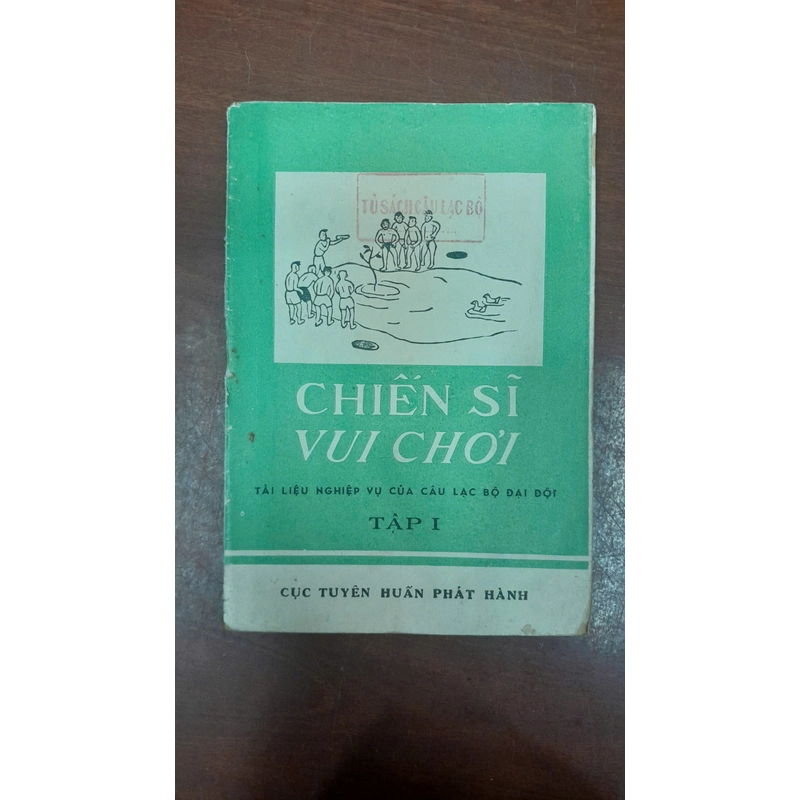 TỦ SÁCH CÂU LẠC BỘ
CHIẾN SĨ
VUI CHƠI
TÀI LIỆU NGHIỆP VỤ CỦA CÂU LẠC BỘ ĐẠI ĐỘI
TẬP I
CỤC TUYÊN HUẤN PHÁT HÀNH